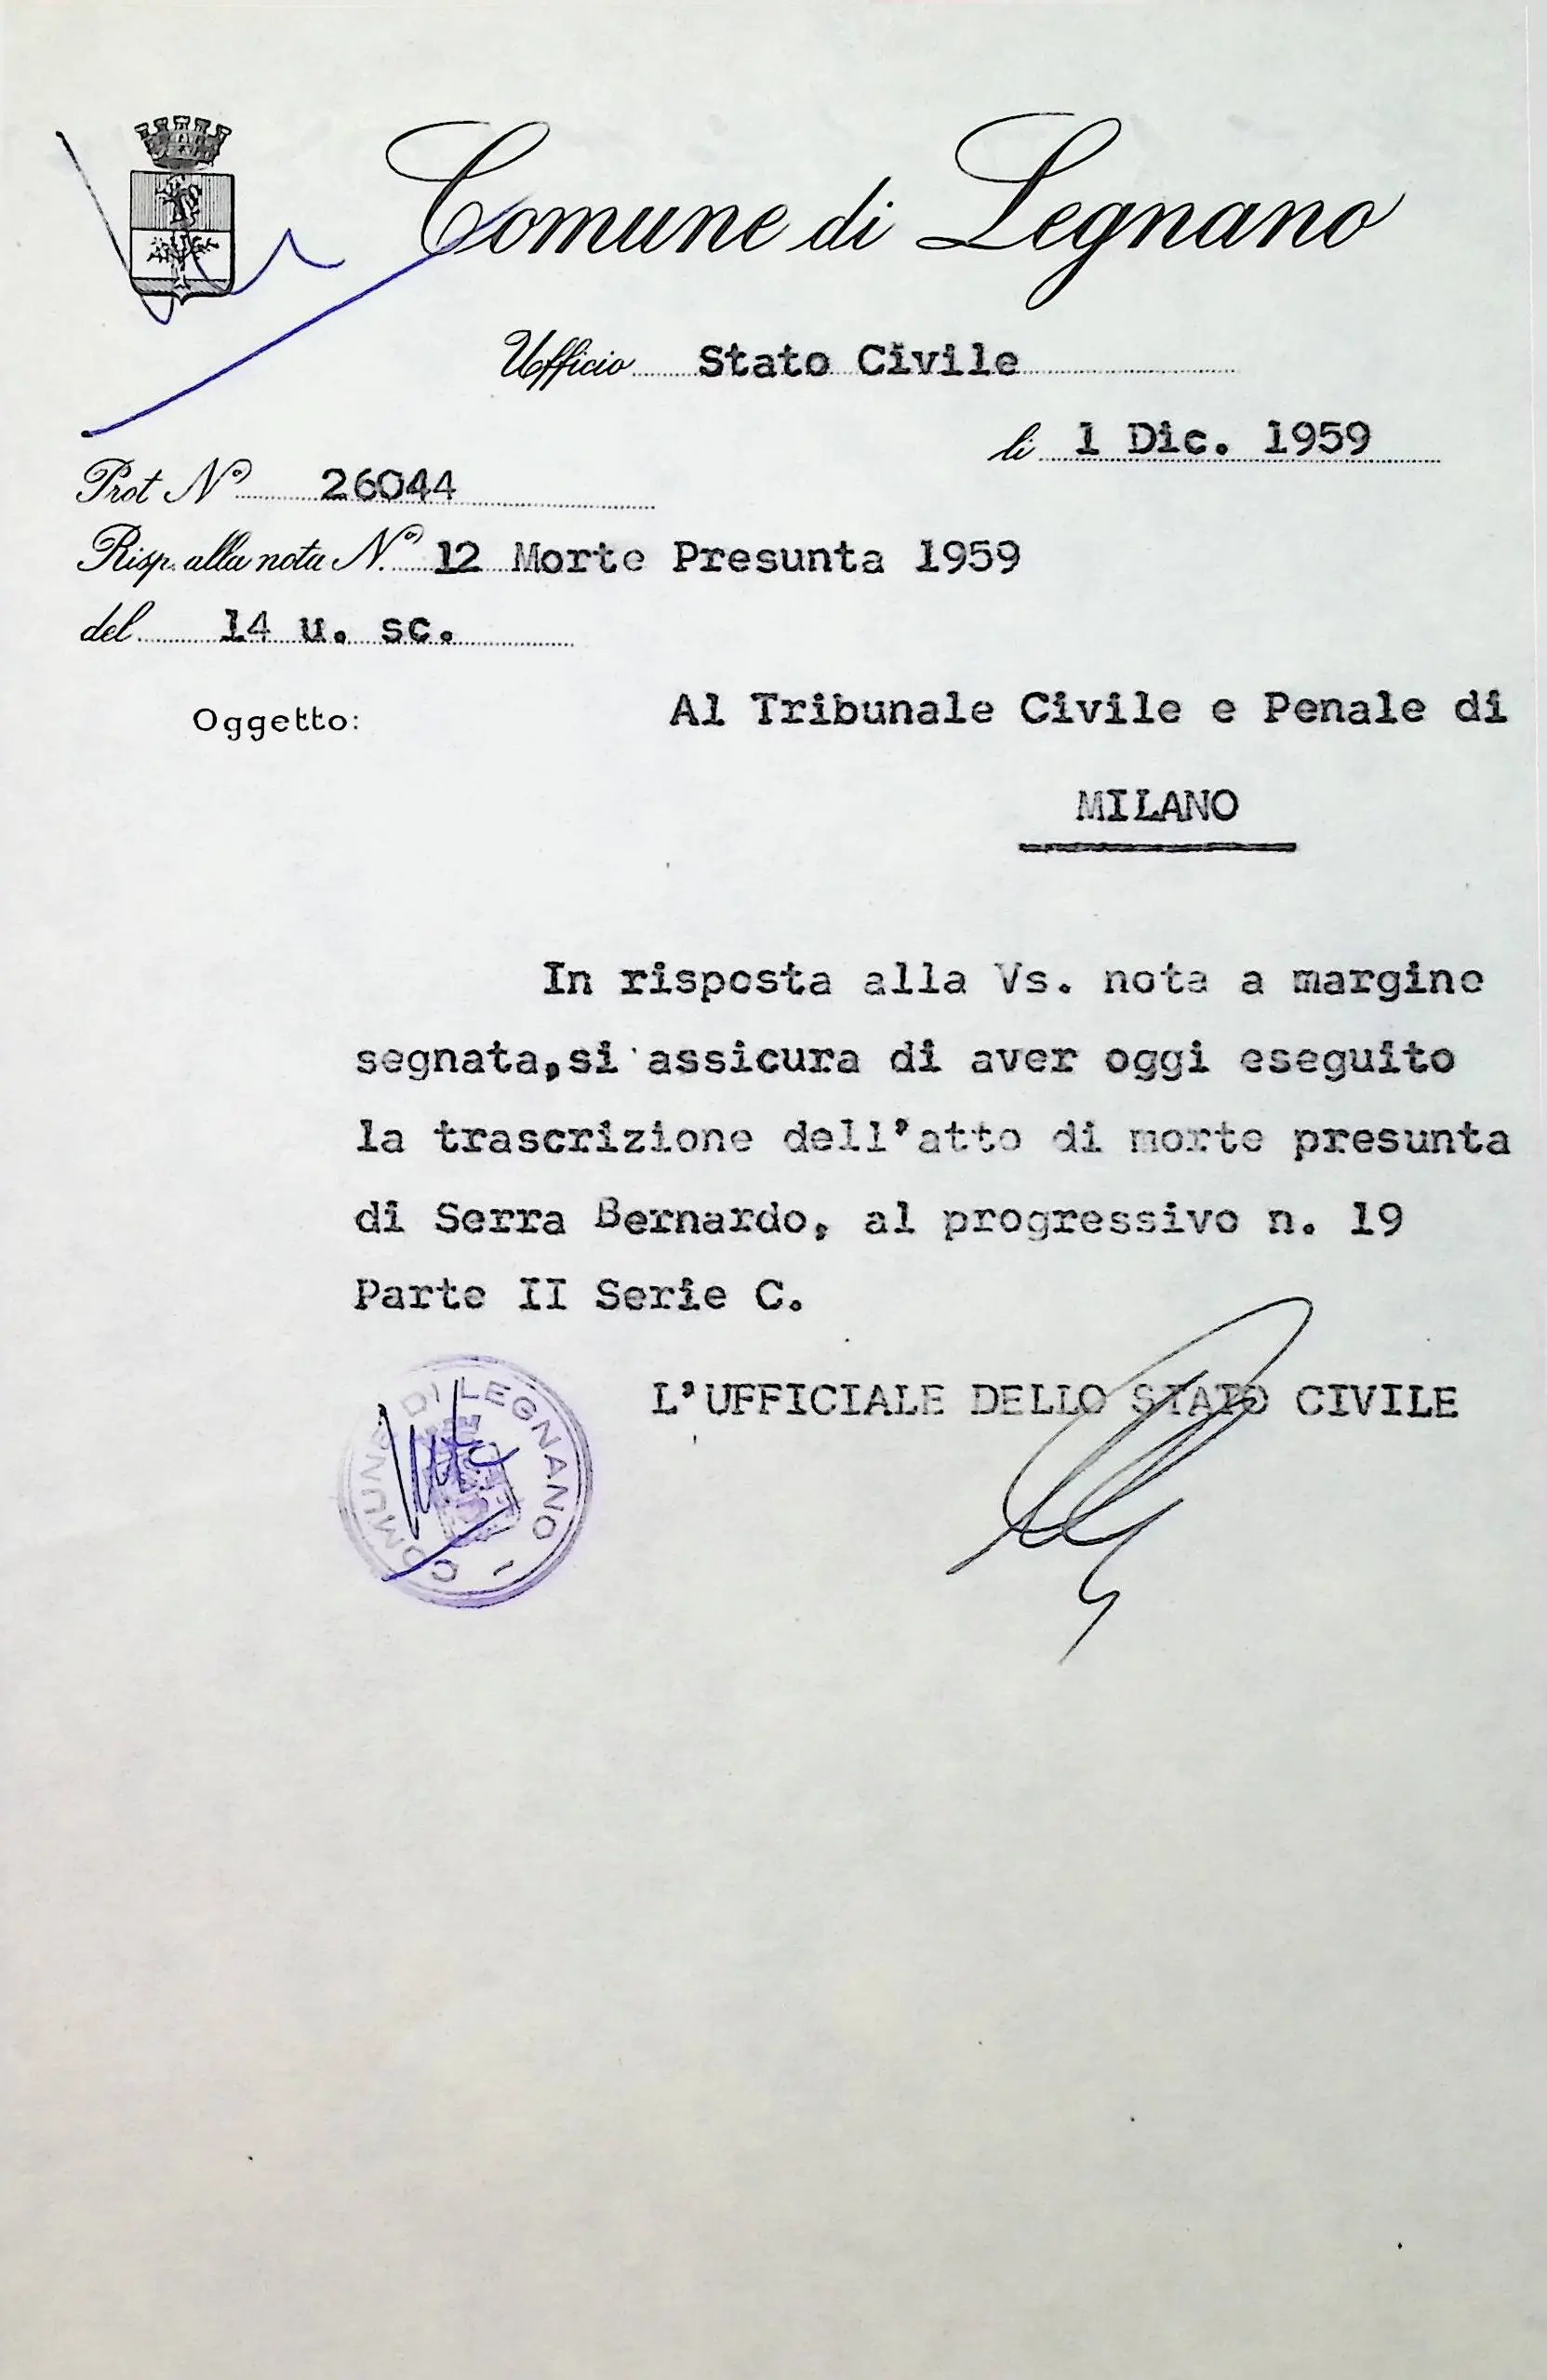 Comune di Legnano
Ufficio Stato Civile
li 1 Dic. 1959
Prot N° 26044
Risp. alla nota N.° 12 Morte Presunta 1959
del 14 u. sc.
Oggetto:
Al Tribunale Civile e Penale di
MILANO
In risposta alla Vs. nota a margine
segnata,si assicura di aver oggi eseguito
la trascrizione dell'atto di morte presunta
di Serra Bernardo, al progressivo n. 19
Parte II Serie C.
L'UFFICIALE DELLO STATO CIVILE
COMUNE DI LEGNANO